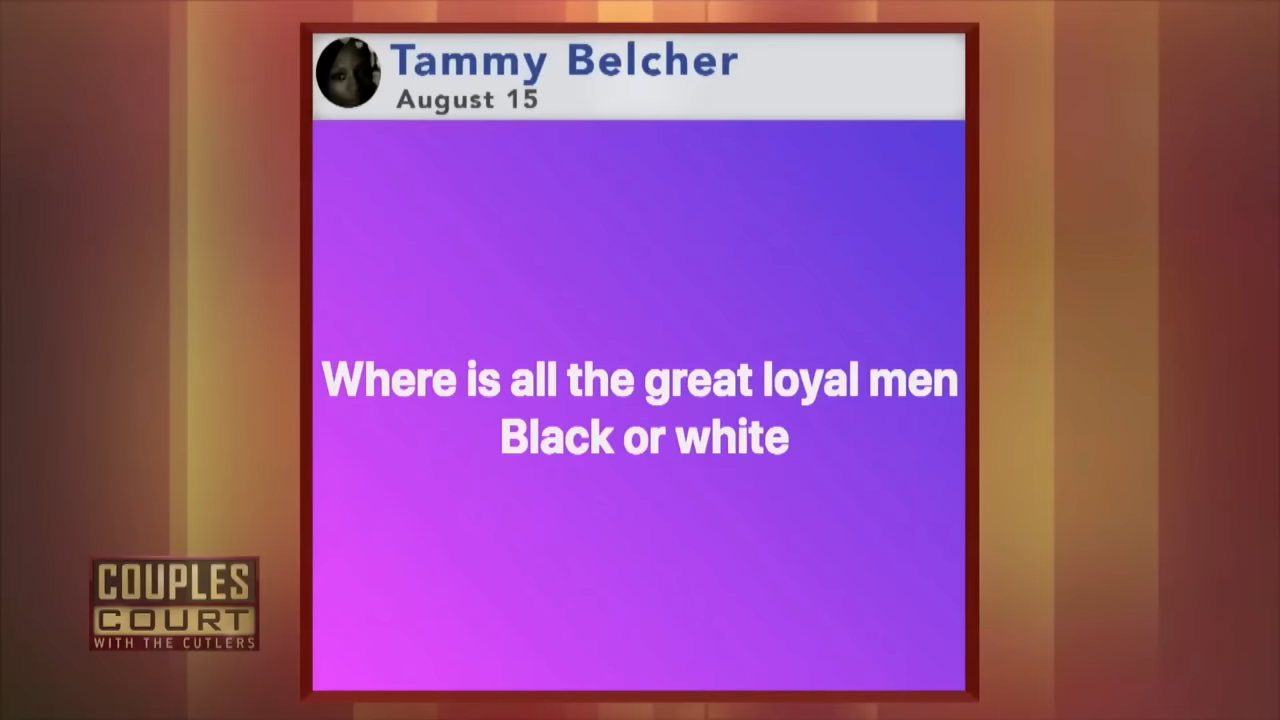 Tammy Belcher
August 15
Where is all the great loyal men
Black or white
COUPLES
COURT
WITH THE CUTLERS